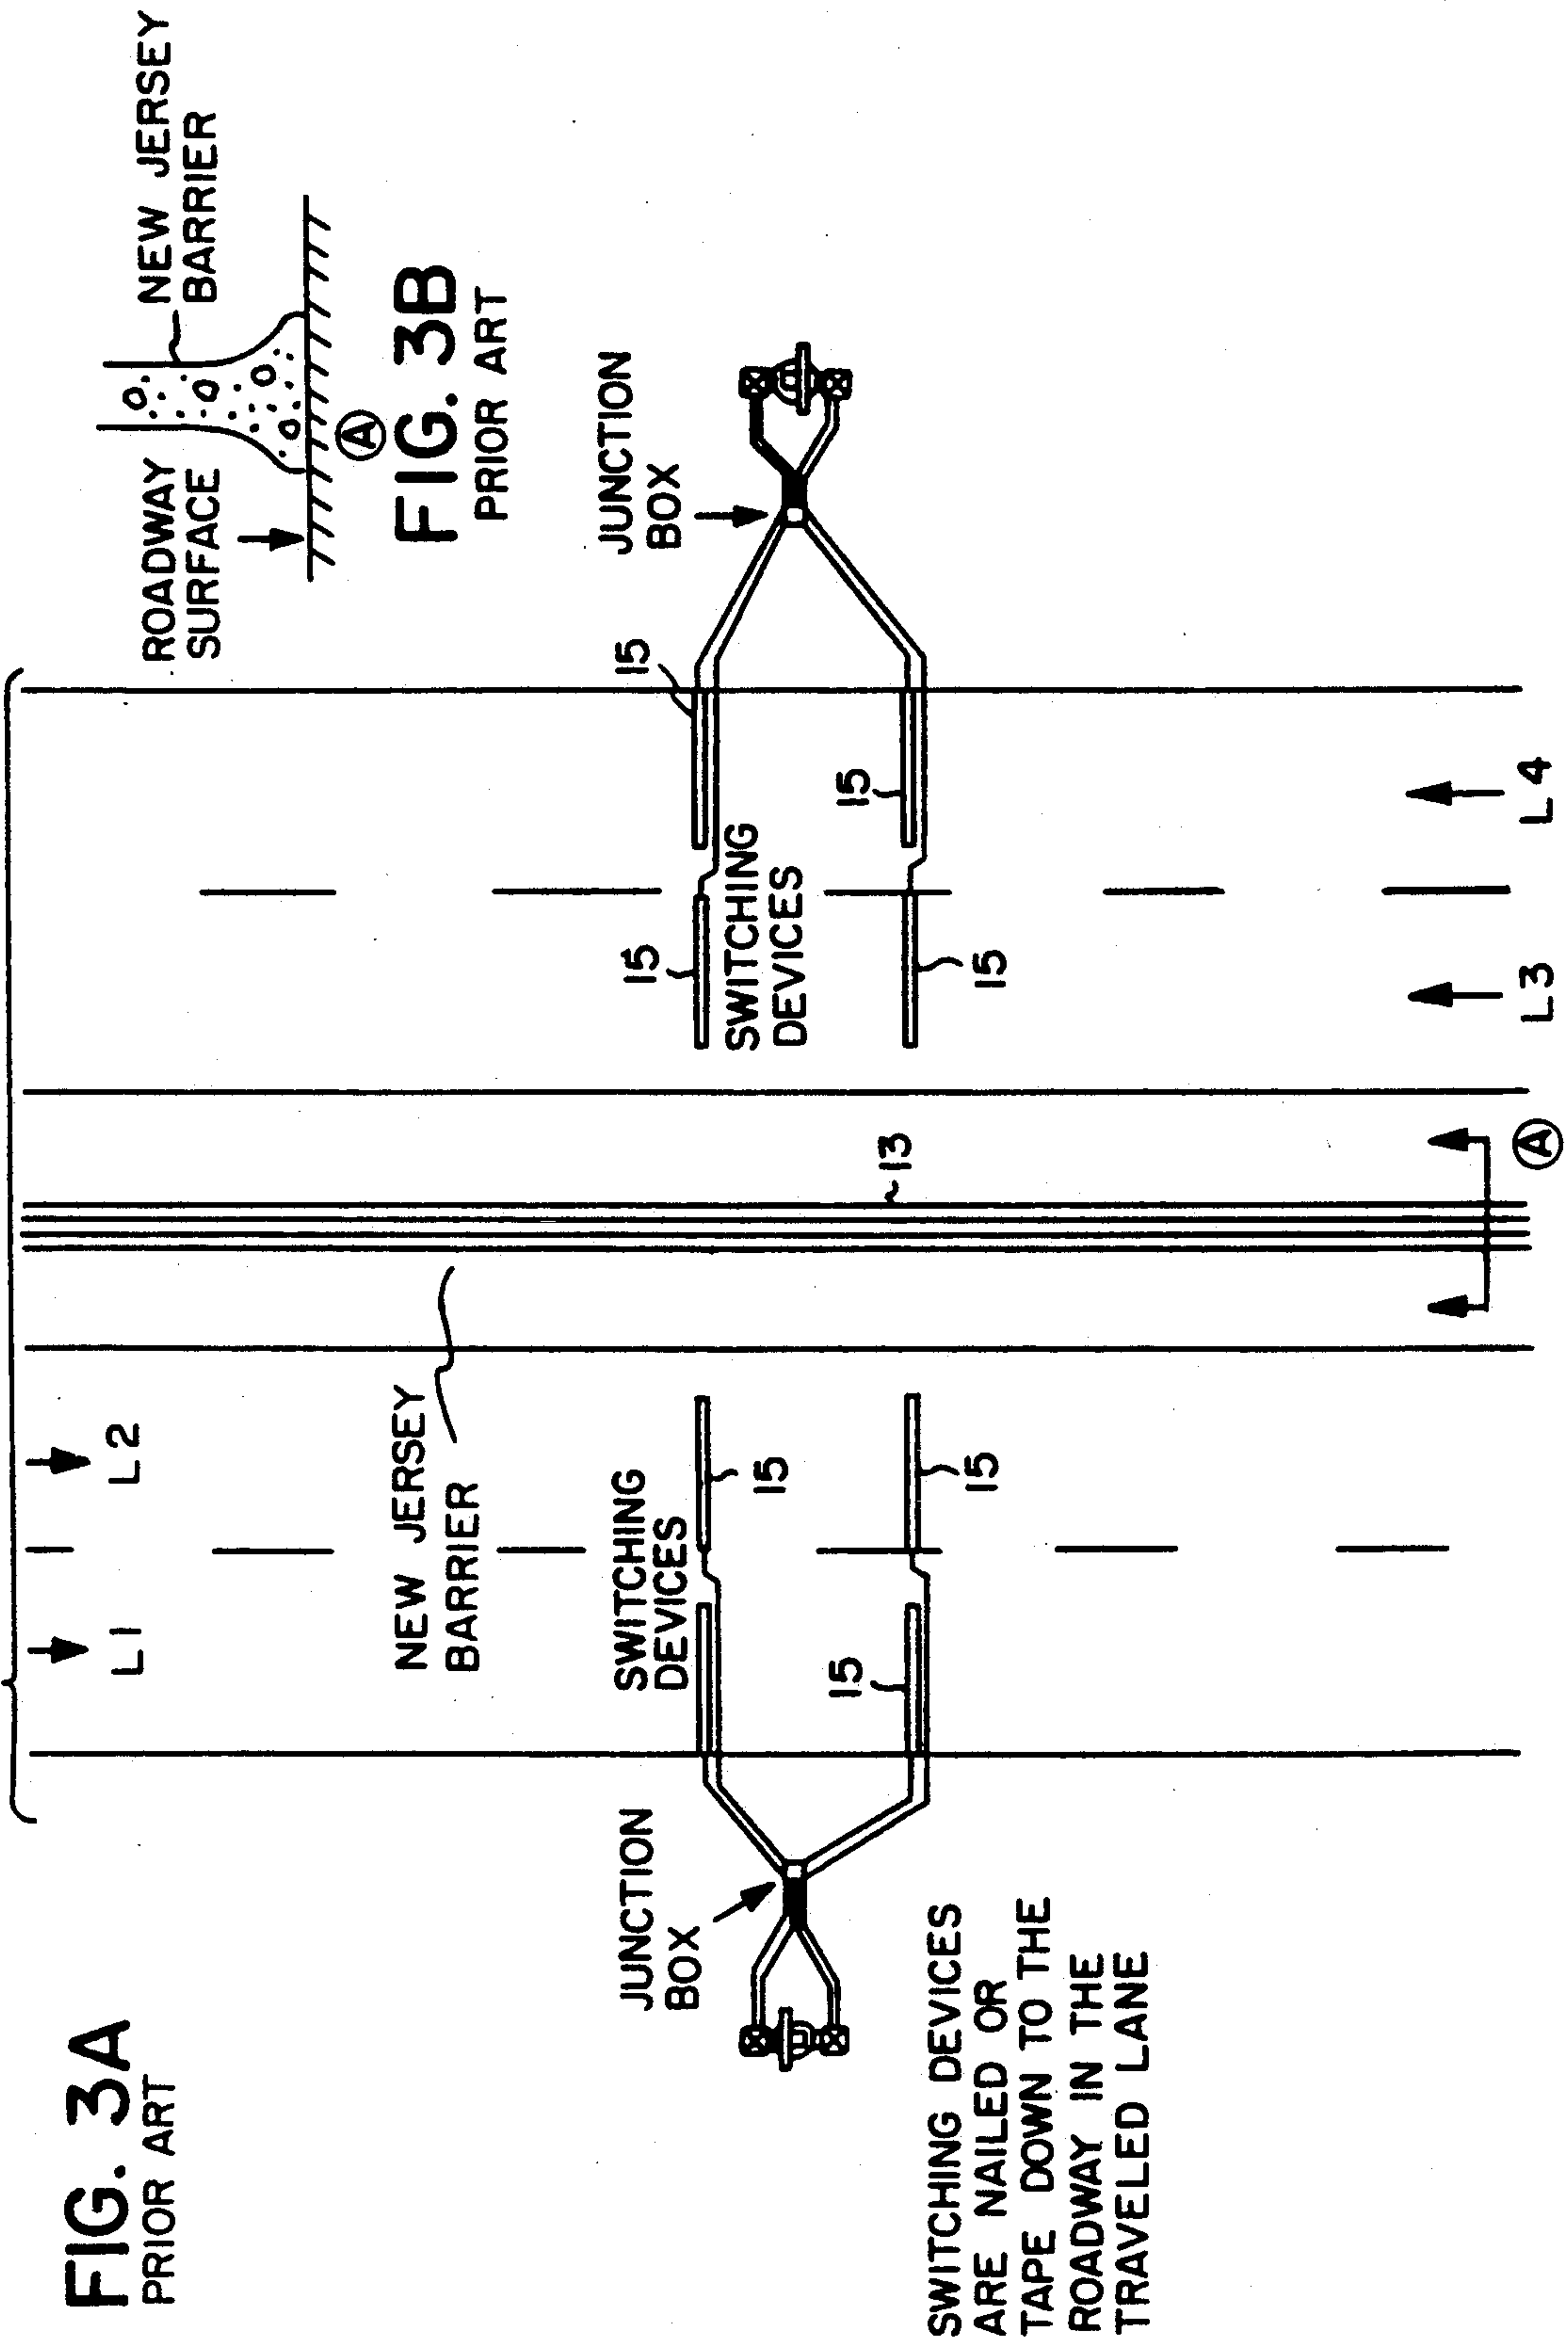 FIG. 3A
PRIOR ART
L1
L2
NEW JERSEY
BARRIER
SWITCHING
DEVICES
15
15
15
JUNCTION
BOX
SWITCHING DEVICES
ARE NAILED OR
TAPE DOWN TO THE
ROADWAY IN THE
TRAVELED LANE
13
A
L3
L4
15
15
15
15
SWITCHING
DEVICES
JUNCTION
BOX
ROADWAY
SURFACE
NEW JERSEY
BARRIER
A
FIG. 3B
PRIOR ART